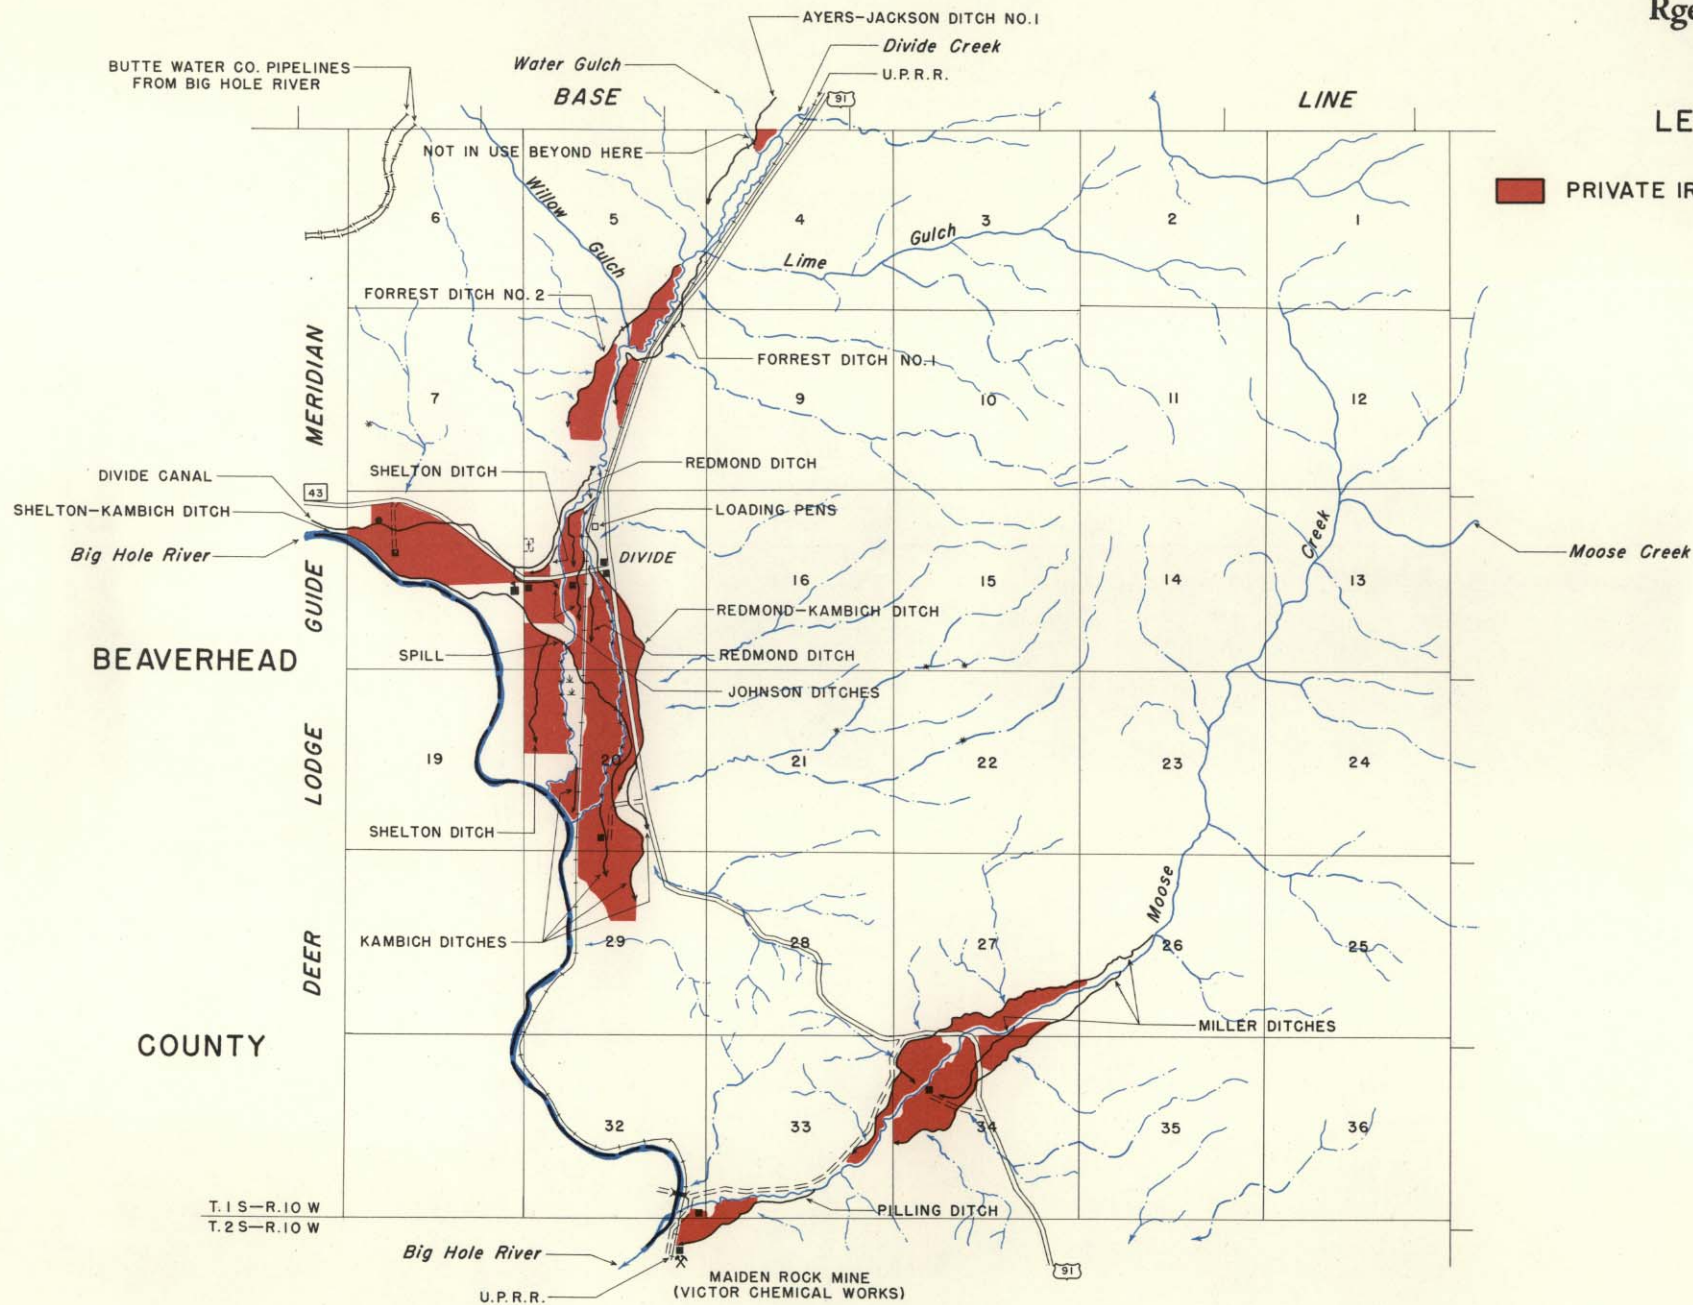 AYERS-JACKSON DITCH NO. 1
Rge
Divide Creek
Water Gulch
U.P.R.R.
BUTTE WATER CO. PIPELINES
FROM BIG HOLE RIVER
BASE
91
LINE
LE
NOT IN USE BEYOND HERE
PRIVATE IR
Willow
Gulch
6
5
4
3
2
1
Gulch
Lime
FORREST DITCH NO. 2
MERIDIAN
FORREST DITCH NO. 1
7
9
10
11
12
SHELTON DITCH
REDMOND DITCH
DIVIDE CANAL
43
SHELTON-KAMBICH DITCH
LOADING PENS
Big Hole River
DIVIDE
Creek
Moose Creek
16
15
14
13
GUIDE
REDMOND-KAMBICH DITCH
BEAVERHEAD
SPILL
REDMOND DITCH
JOHNSON DITCHES
LODGE
19
20
21
22
23
24
SHELTON DITCH
Moose
DEER
KAMBICH DITCHES
29
28
27
26
25
MILLER DITCHES
COUNTY
32
33
34
35
36
T. 1 S-R. 10 W
T. 2 S-R. 10 W
PILLING DITCH
Big Hole River
91
MAIDEN ROCK MINE
(VICTOR CHEMICAL WORKS)
U.P.R.R.